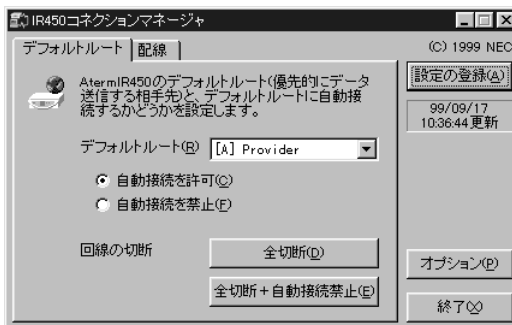 IR450コネクションマネージャ
デフォルトルート 配線
(C) 1999 NEC
AtermIR450のデフォルトルート(優先的にデータ
送信する相手先)と、デフォルトルートに自動接
続するかどうかを設定します。
デフォルトルート(R) [A] Provider
自動接続を許可(C)
自動接続を禁止(F)
回線の切断 全切断(D)
全切断+自動接続禁止(E)
設定の登録(A)
99/09/17
10:36:44更新
オプション(P)
終了(X)